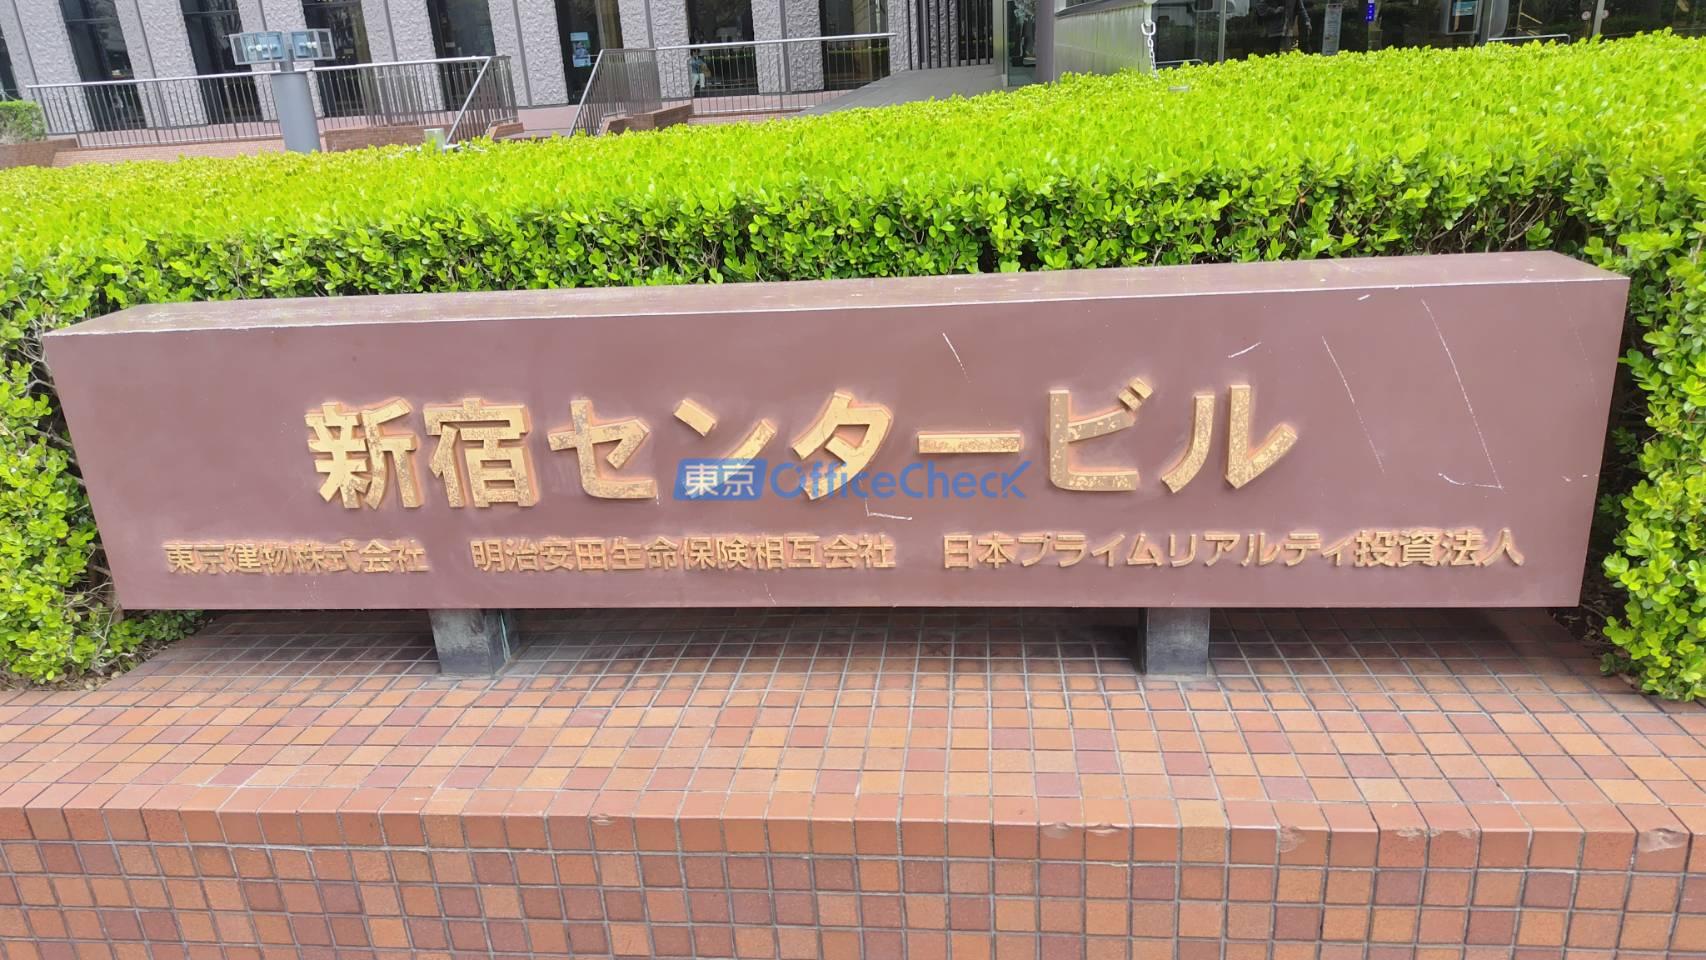 新宿センタービル
東京 OfficeCheck
東京建物株式会社 明治安田生命保険相互会社 日本プライムリアルティ投資法人